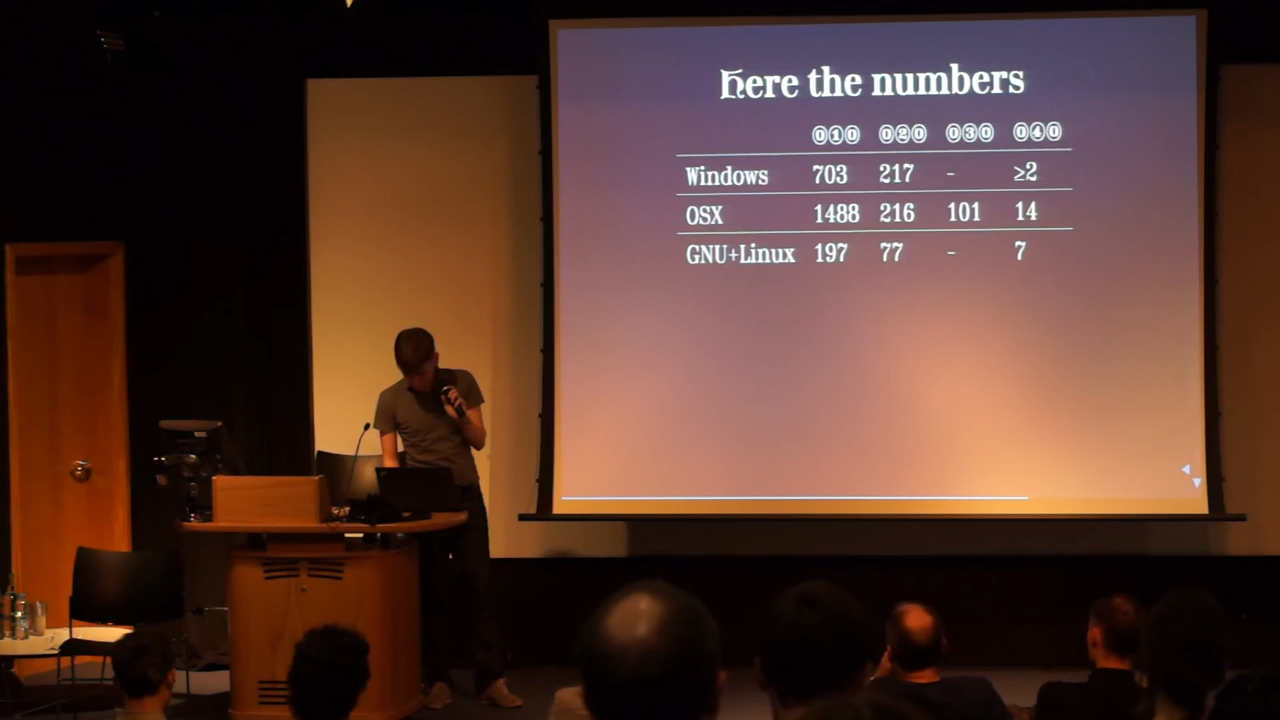 Here the numbers
010 020 030 040
Windows 703 217 - ≥2
OSX 1488 216 101 14
GNU+Linux 197 77 - 7